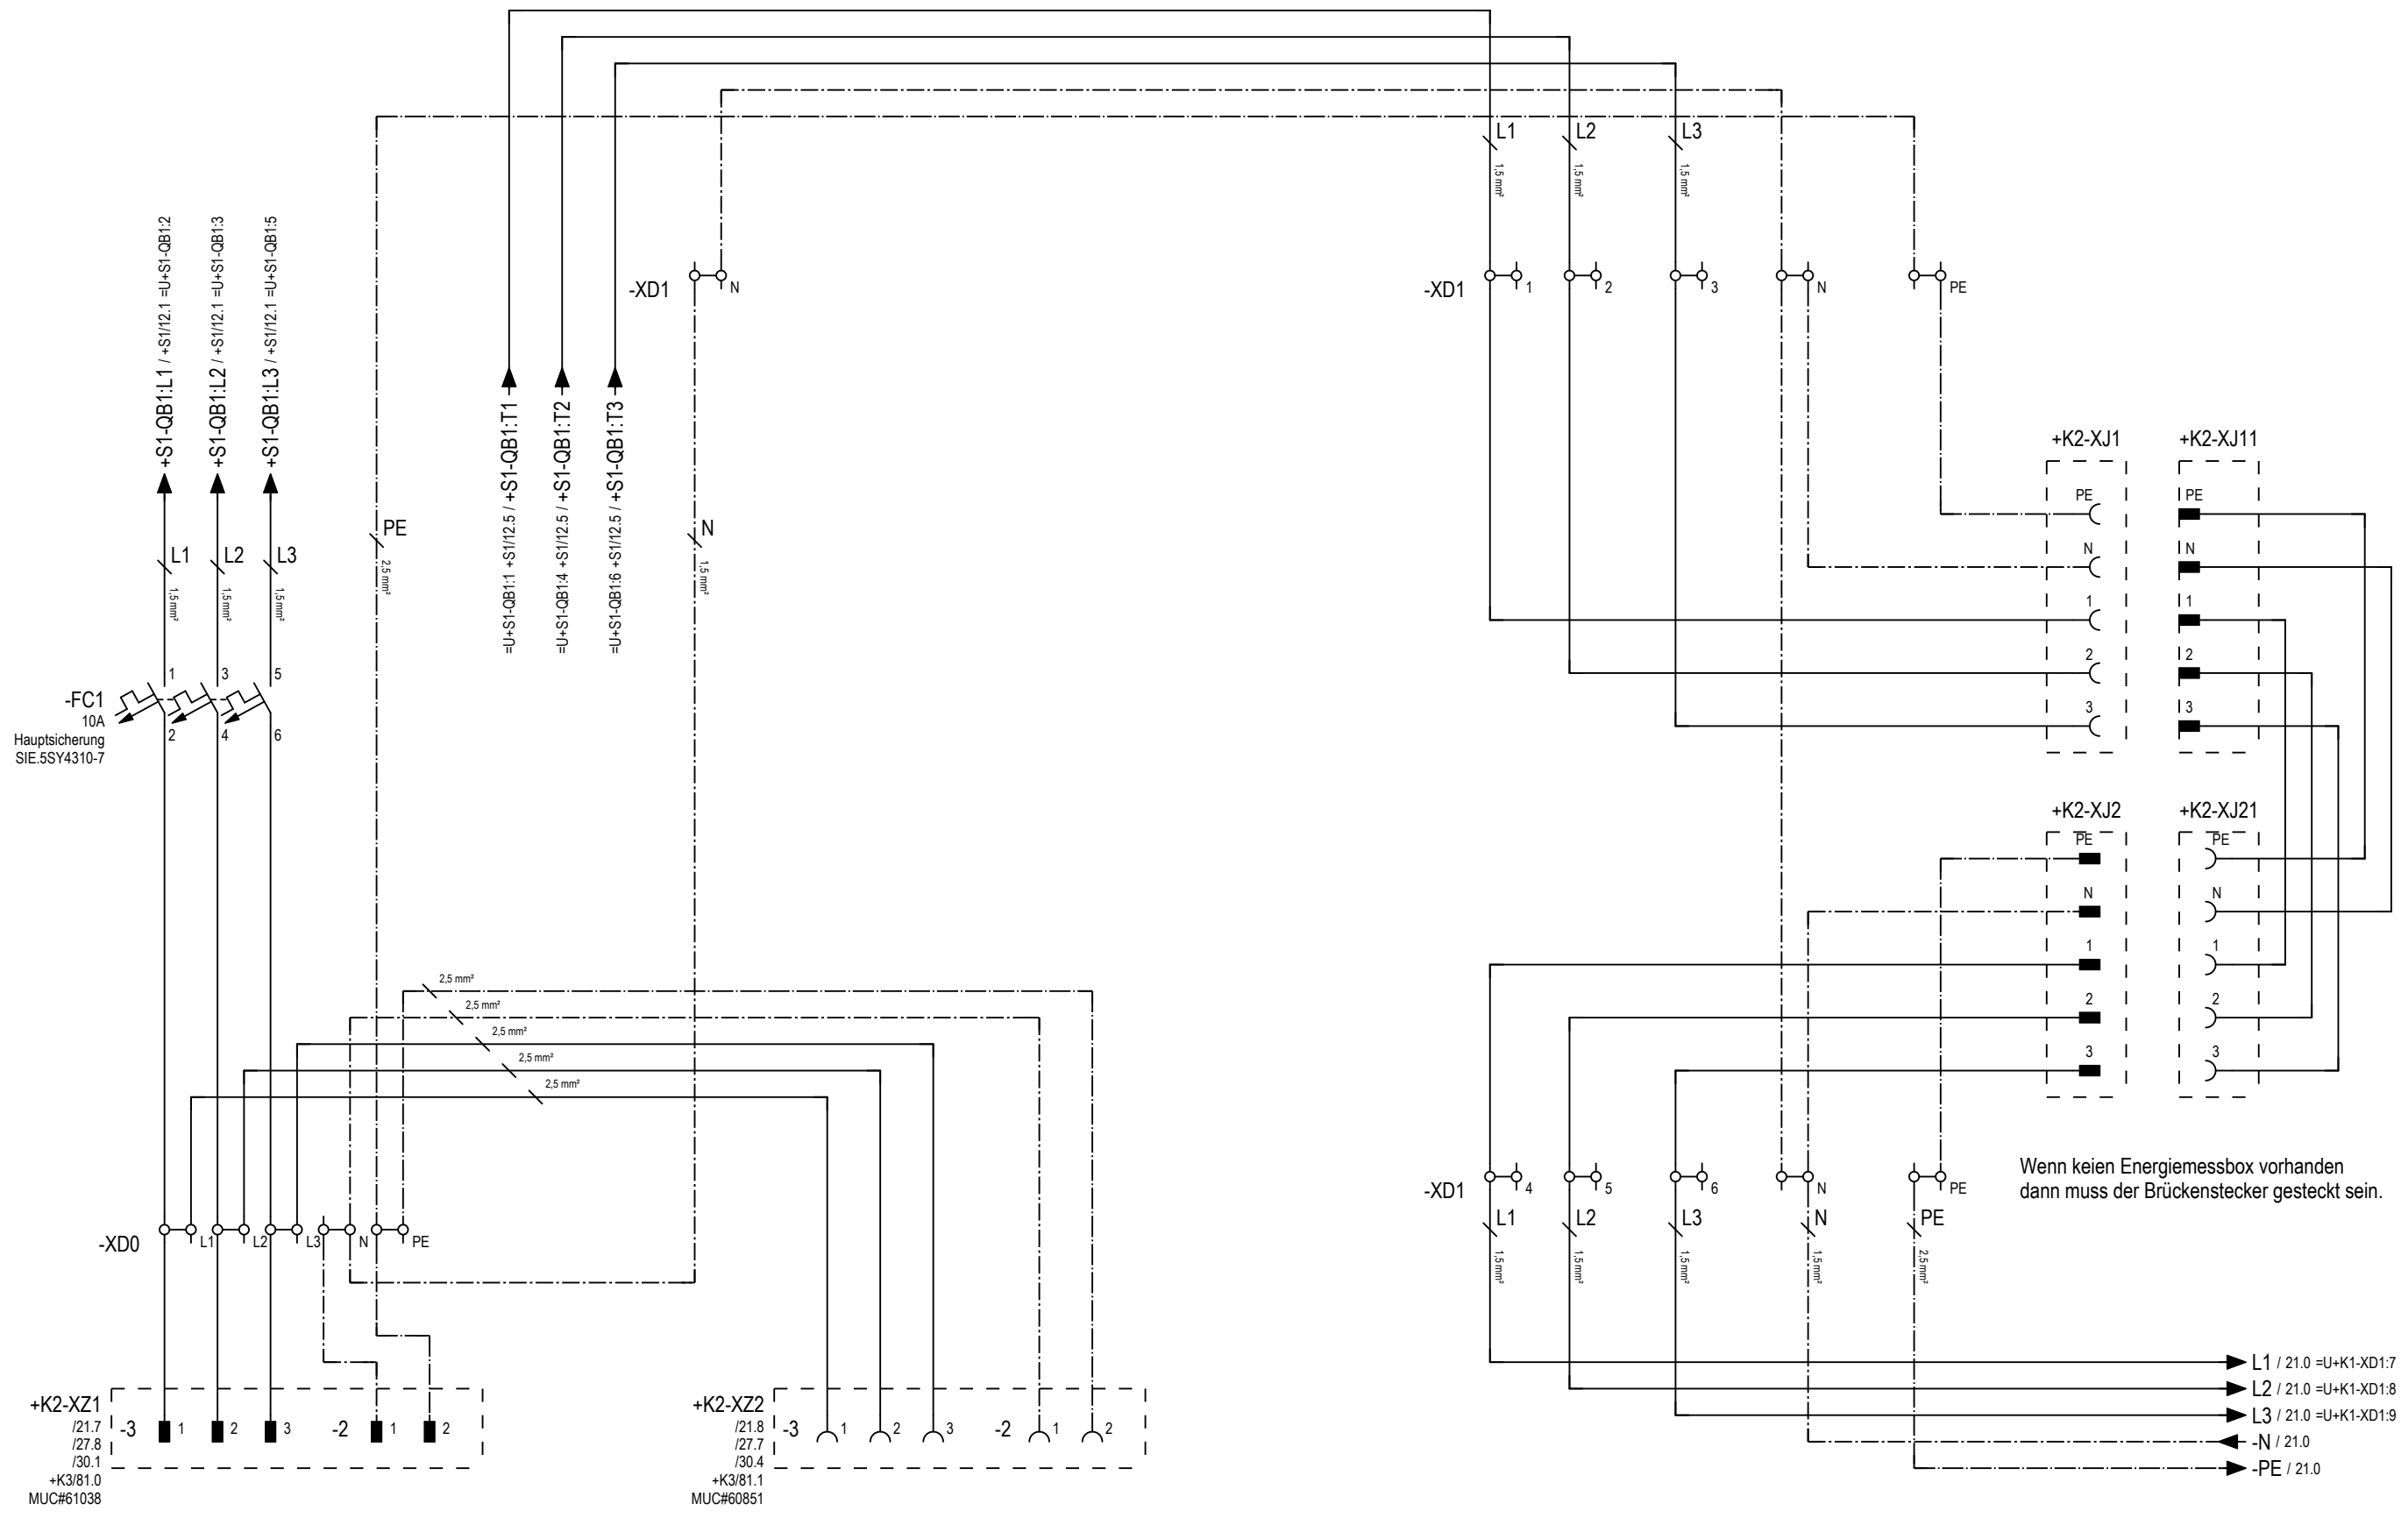 L1
L2
L3
1,5 mm²
1,5 mm²
1,5 mm²
+S1-QB1:L1 / +S1/12.1 =U+S1-QB1:2
+S1-QB1:L2 / +S1/12.1 =U+S1-QB1:3
+S1-QB1:L3 / +S1/12.1 =U+S1-QB1:5
-XD1
N
-XD1
1
2
3
N
PE
=U+S1-QB1:1 +S1/12.5 / +S1-QB1:T1
=U+S1-QB1:4 +S1/12.5 / +S1-QB1:T2
=U+S1-QB1:6 +S1/12.5 / +S1-QB1:T3
L1
L2
L3
PE
N
1,5 mm²
1,5 mm²
1,5 mm²
2,5 mm²
1,5 mm²
+K2-XJ1
+K2-XJ11
PE
PE
N
N
1
1
2
2
3
3
1
3
5
-FC1
10A
2
4
6
Hauptsicherung
SIE.5SY4310-7
+K2-XJ2
+K2-XJ21
PE
PE
N
N
1
1
2
2
3
3
2,5 mm²
2,5 mm²
2,5 mm²
2,5 mm²
2,5 mm²
Wenn keien Energiemessbox vorhanden
dann muss der Brückenstecker gesteckt sein.
-XD1
4
5
6
N
PE
L1
L2
L3
N
PE
1,5 mm²
1,5 mm²
1,5 mm²
1,5 mm²
2,5 mm²
-XD0
L1
L2
L3
N
PE
L1 / 21.0 =U+K1-XD1:7
L2 / 21.0 =U+K1-XD1:8
L3 / 21.0 =U+K1-XD1:9
-N / 21.0
-PE / 21.0
+K2-XZ1
/21.7
/27.8
/30.1
+K3/81.0
MUC#61038
-3
1
2
3
-2
1
2
+K2-XZ2
/21.8
/27.7
/30.4
+K3/81.1
MUC#60851
-3
1
2
3
-2
1
2